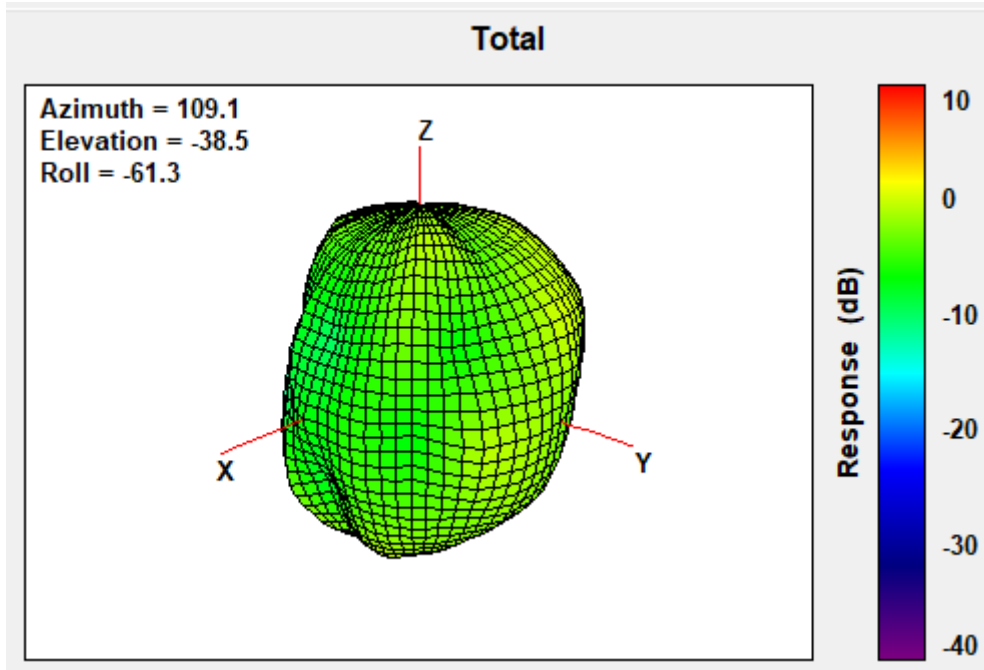 Total
Azimuth = 109.1
Elevation = -38.5
Roll = -61.3
Z
X
Y
10
0
-10
-20
-30
-40
Response (dB)